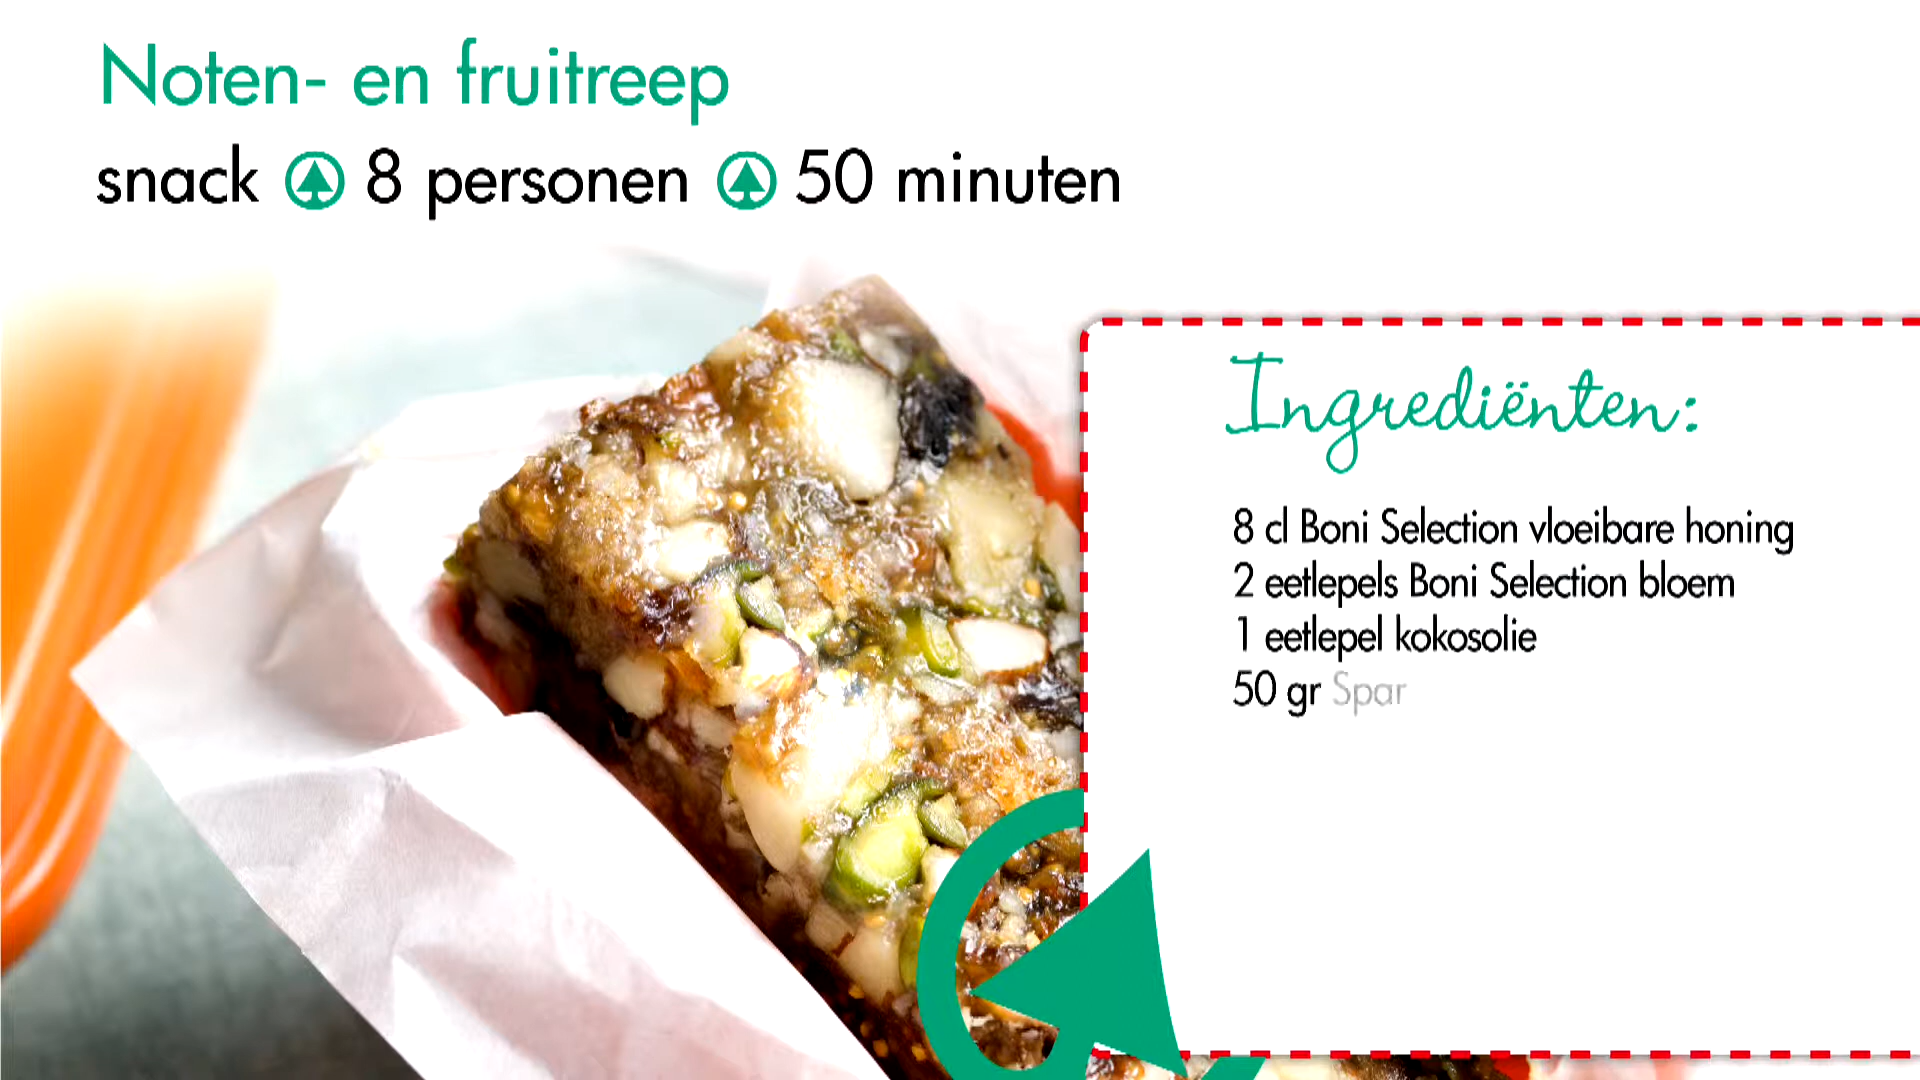 Noten- en fruitreep
snack 8 personen 50 minuten
Ingrediënten:
8 cl Boni Selection vloeibare honing
2 eetlepels Boni Selection bloem
1 eetlepel kokosolie
50 gr Spar